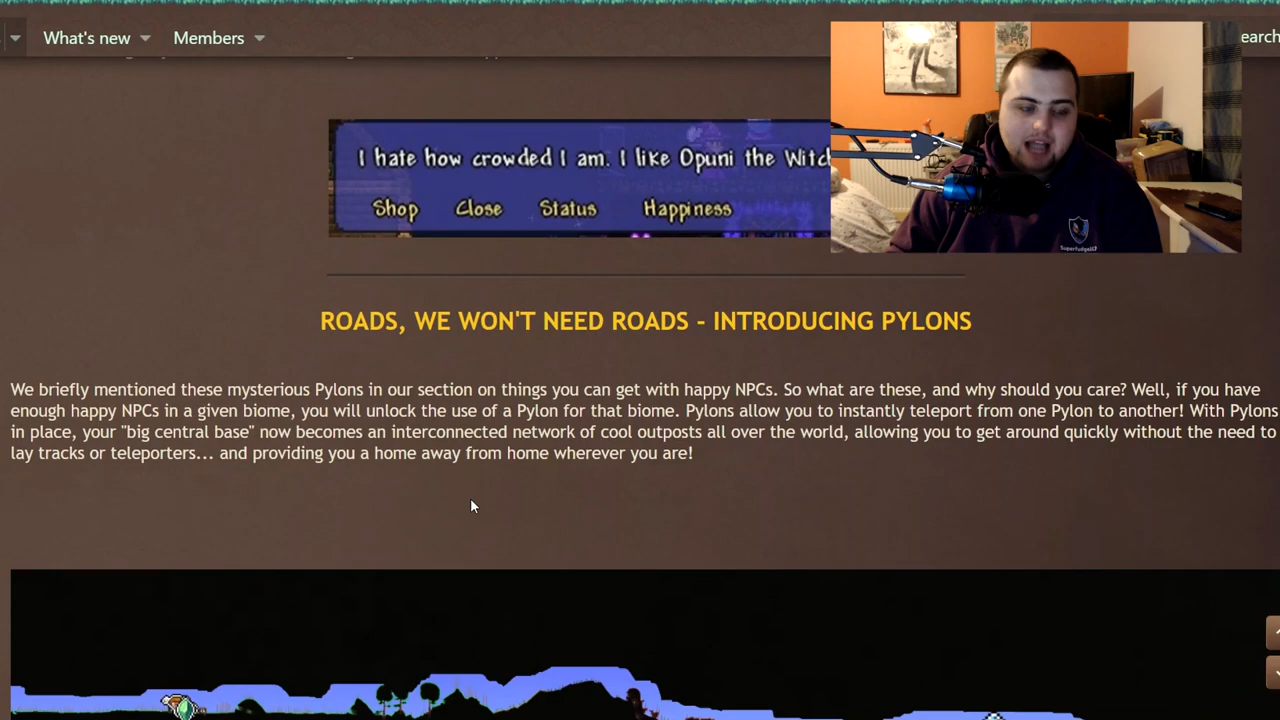 What's new
Members
earch
I hate how crowded I am. I like Opuni the Witch
Shop Close Status Happiness
ROADS, WE WON'T NEED ROADS - INTRODUCING PYLONS
We briefly mentioned these mysterious Pylons in our section on things you can get with happy NPCs. So what are these, and why should you care? Well, if you have
enough happy NPCs in a given biome, you will unlock the use of a Pylon for that biome. Pylons allow you to instantly teleport from one Pylon to another! With Pylons
in place, your "big central base" now becomes an interconnected network of cool outposts all over the world, allowing you to get around quickly without the need to
lay tracks or teleporters... and providing you a home away from home wherever you are!